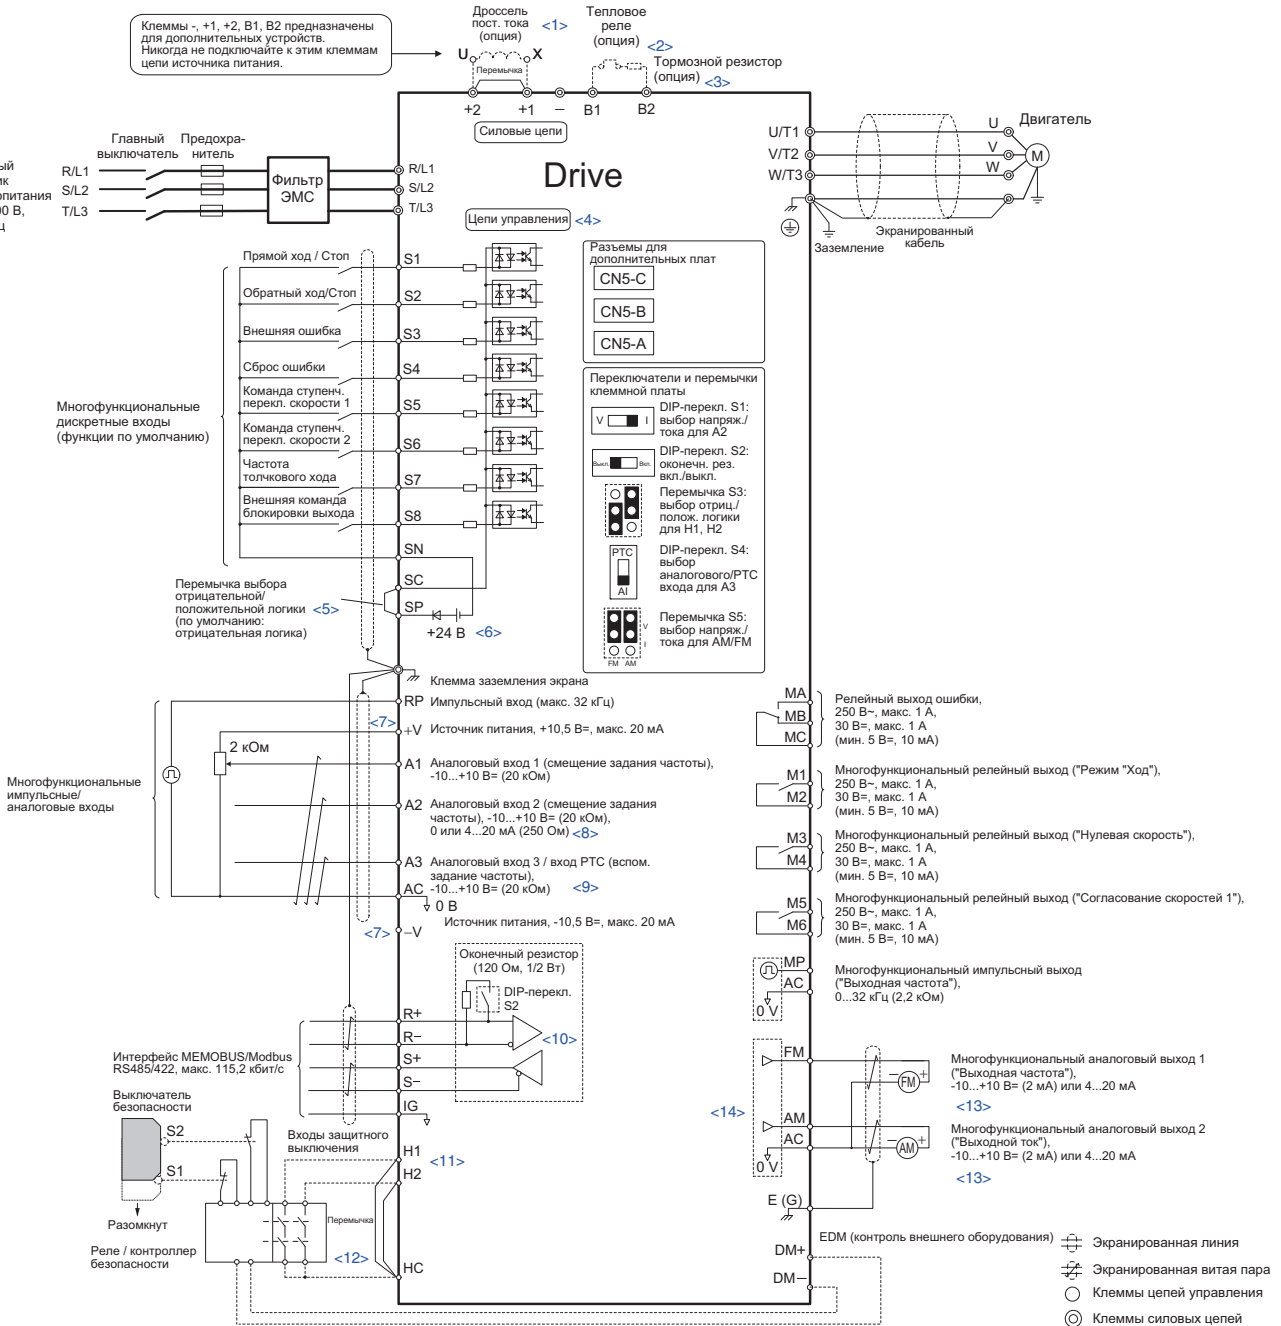 Клеммы -, +1, +2, B1, B2 предназначены
для дополнительных устройств.
Никогда не подключайте к этим клеммам
цепи источника питания.
Дроссель
пост. тока
(опция)
<1>
U
X
Перемычка
Тепловое
реле
(опция)
<2>
Тормозной резистор
(опция)
<3>
+2
+1
–
B1
B2
Силовые цепи
Drive
Главный
выключатель
Предохра-
нитель
ый
ик
опитания
00 В,
ц
R/L1
S/L2
T/L3
Фильтр
ЭМС
R/L1
S/L2
T/L3
U/T1
V/T2
W/T3
U
V
W
Двигатель
M
Заземление
Экранированный
кабель
Цепи управления
<4>
Многофункциональные
дискретные входы
(функции по умолчанию)
Прямой ход / Стоп
S1
Обратный ход/Стоп
S2
Внешняя ошибка
S3
Сброс ошибки
S4
Команда ступенч.
перекл. скорости 1
S5
Команда ступенч.
перекл. скорости 2
S6
Частота
толчкового хода
S7
Внешняя команда
блокировки выхода
S8
SN
SC
SP
+24 В
<6>
Перемычка выбора
отрицательной/
положительной логики
(по умолчанию:
отрицательная логика)
<5>
Разъемы для
дополнительных плат
CN5-C
CN5-B
CN5-A
Переключатели и перемычки
клеммной платы
V
I
DIP-перекл. S1:
выбор напряж./
тока для A2
Выкл.
Вкл.
DIP-перекл. S2:
оконечн. рез.
вкл./выкл.
Перемычка S3:
выбор отриц./
полож. логики
для H1, H2
PTC
AI
DIP-перекл. S4:
выбор
аналогового/PTC
входа для A3
V
I
FM AM
Перемычка S5:
выбор напряж./
тока для AM/FM
Клемма заземления экрана
Многофункциональные
импульсные/
аналоговые входы
2 кОм
RP
Импульсный вход (макс. 32 кГц)
<7>
+V
Источник питания, +10,5 В=, макс. 20 мА
A1
Аналоговый вход 1 (смещение задания частоты),
-10...+10 В= (20 кОм)
A2
Аналоговый вход 2 (смещение задания
частоты), -10...+10 В= (20 кОм),
0 или 4...20 мА (250 Ом)
<8>
A3
Аналоговый вход 3 / вход PTC (вспом.
задание частоты),
-10...+10 В= (20 кОм)
<9>
AC
0 В
Источник питания, -10,5 В=, макс. 20 мА
<7>
–V
Оконечный резистор
(120 Ом, 1/2 Вт)
DIP-перекл.
S2
<10>
R+
R–
S+
S–
IG
Интерфейс MEMOBUS/Modbus
RS485/422, макс. 115,2 кбит/с
Выключатель
безопасности
S2
S1
Разомкнут
Реле / контроллер
безопасности
Входы защитного
выключения
H1
H2
<11>
Перемычка
<12>
HC
MA
MB
MC
Релейный выход ошибки,
250 В~, макс. 1 А,
30 В=, макс. 1 А
(мин. 5 В=, 10 мА)
M1
M2
Многофункциональный релейный выход ("Режим "Ход"),
250 В~, макс. 1 А,
30 В=, макс. 1 А
(мин. 5 В=, 10 мА)
M3
M4
Многофункциональный релейный выход ("Нулевая скорость"),
250 В~, макс. 1 А,
30 В=, макс. 1 А
(мин. 5 В=, 10 мА)
M5
M6
Многофункциональный релейный выход ("Согласование скоростей 1"),
250 В~, макс. 1 А,
30 В=, макс. 1 А
(мин. 5 В=, 10 мА)
MP
AC
0 V
Многофункциональный импульсный выход
("Выходная частота"),
0...32 кГц (2,2 кОм)
FM
AM
AC
0 V
<14>
– FM +
Многофункциональный аналоговый выход 1
("Выходная частота"),
-10...+10 В= (2 мА) или 4...20 мА
<13>
– AM +
Многофункциональный аналоговый выход 2
("Выходной ток"),
-10...+10 В= (2 мА) или 4...20 мА
<13>
E (G)
DM+
DM–
EDM (контроль внешнего оборудования)
Экранированная линия
Экранированная витая пара
Клеммы цепей управления
Клеммы силовых цепей